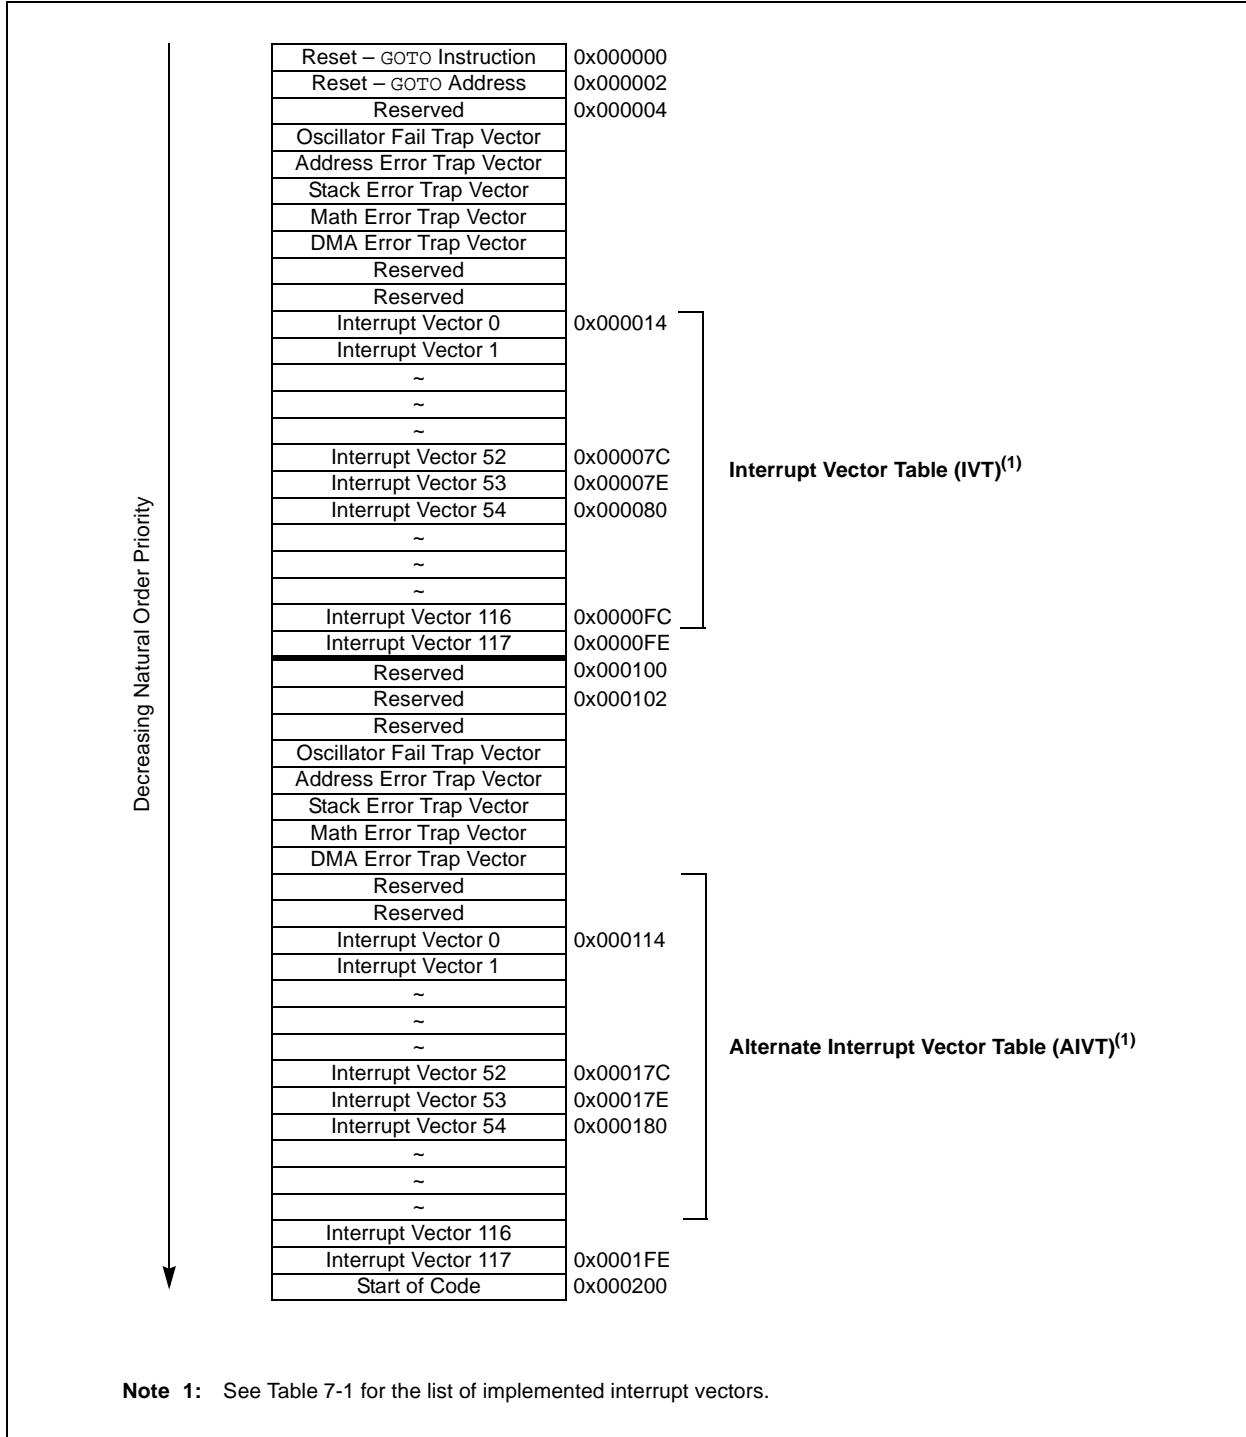 Reset – GOTO Instruction 0x000000
Reset – GOTO Address 0x000002
Reserved 0x000004
Oscillator Fail Trap Vector
Address Error Trap Vector
Stack Error Trap Vector
Math Error Trap Vector
DMA Error Trap Vector
Reserved
Reserved
Interrupt Vector 0 0x000014
Interrupt Vector 1
~
~
~
Interrupt Vector 52 0x00007C
Interrupt Vector 53 0x00007E
Interrupt Vector 54 0x000080
~
~
~
Interrupt Vector 116 0x0000FC
Interrupt Vector 117 0x0000FE
Reserved 0x000100
Reserved 0x000102
Reserved
Oscillator Fail Trap Vector
Address Error Trap Vector
Stack Error Trap Vector
Math Error Trap Vector
DMA Error Trap Vector
Reserved
Reserved
Interrupt Vector 0 0x000114
Interrupt Vector 1
~
~
~
Interrupt Vector 52 0x00017C
Interrupt Vector 53 0x00017E
Interrupt Vector 54 0x000180
~
~
~
Interrupt Vector 116
Interrupt Vector 117 0x0001FE
Start of Code 0x000200
Decreasing Natural Order Priority
Interrupt Vector Table (IVT)(1)
Alternate Interrupt Vector Table (AIVT)(1)
Note 1: See Table 7-1 for the list of implemented interrupt vectors.